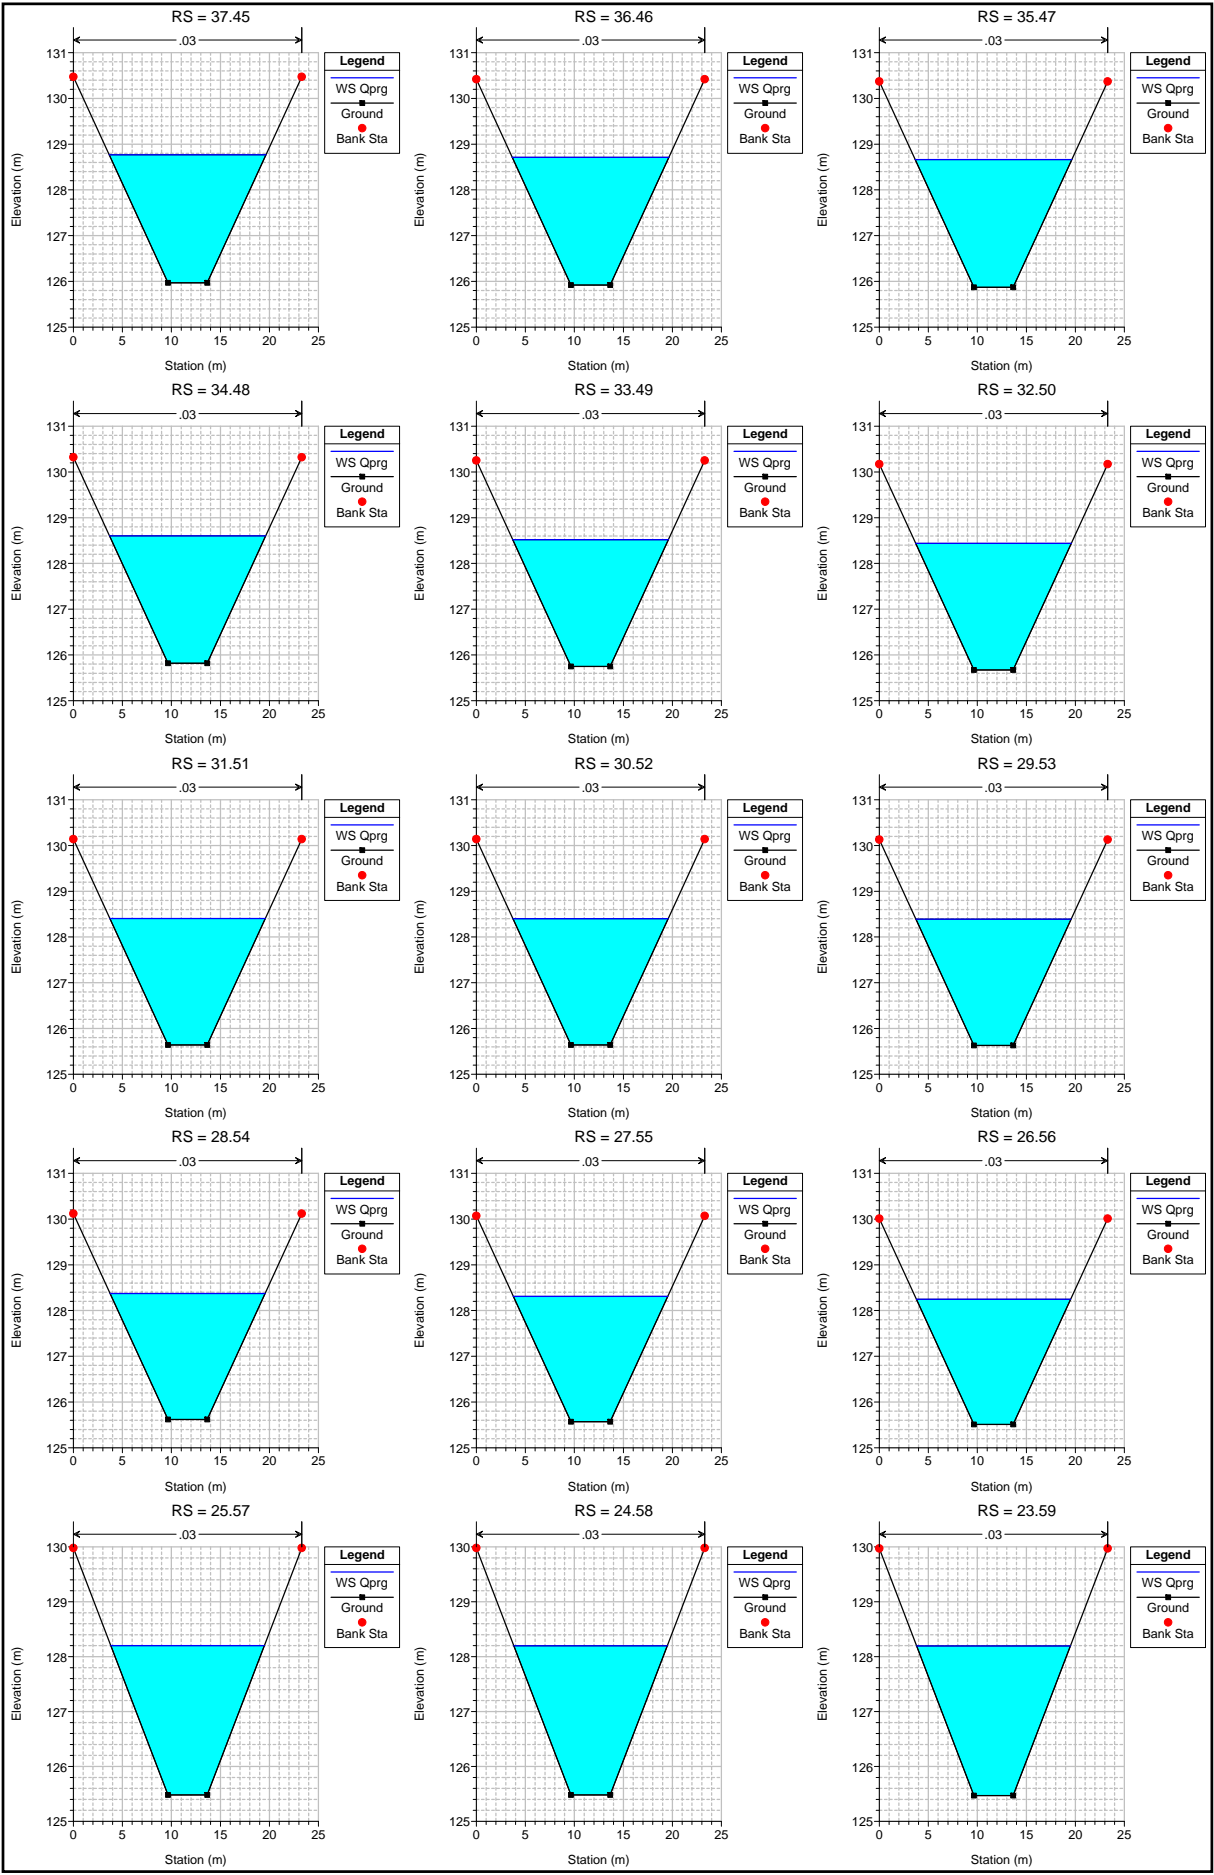 RS = 37.45
.03
Legend
WS Qprg
Ground
Bank Sta
131
130
129
128
127
126
125
0 5 10 15 20 25
Elevation (m)
Station (m)
RS = 36.46
.03
Legend
WS Qprg
Ground
Bank Sta
131
130
129
128
127
126
125
0 5 10 15 20 25
Elevation (m)
Station (m)
RS = 35.47
.03
Legend
WS Qprg
Ground
Bank Sta
131
130
129
128
127
126
125
0 5 10 15 20 25
Elevation (m)
Station (m)
RS = 34.48
.03
Legend
WS Qprg
Ground
Bank Sta
131
130
129
128
127
126
125
0 5 10 15 20 25
Elevation (m)
Station (m)
RS = 33.49
.03
Legend
WS Qprg
Ground
Bank Sta
131
130
129
128
127
126
125
0 5 10 15 20 25
Elevation (m)
Station (m)
RS = 32.50
.03
Legend
WS Qprg
Ground
Bank Sta
131
130
129
128
127
126
125
0 5 10 15 20 25
Elevation (m)
Station (m)
RS = 31.51
.03
Legend
WS Qprg
Ground
Bank Sta
131
130
129
128
127
126
125
0 5 10 15 20 25
Elevation (m)
Station (m)
RS = 30.52
.03
Legend
WS Qprg
Ground
Bank Sta
131
130
129
128
127
126
125
0 5 10 15 20 25
Elevation (m)
Station (m)
RS = 29.53
.03
Legend
WS Qprg
Ground
Bank Sta
131
130
129
128
127
126
125
0 5 10 15 20 25
Elevation (m)
Station (m)
RS = 28.54
.03
Legend
WS Qprg
Ground
Bank Sta
131
130
129
128
127
126
125
0 5 10 15 20 25
Elevation (m)
Station (m)
RS = 27.55
.03
Legend
WS Qprg
Ground
Bank Sta
131
130
129
128
127
126
125
0 5 10 15 20 25
Elevation (m)
Station (m)
RS = 26.56
.03
Legend
WS Qprg
Ground
Bank Sta
131
130
129
128
127
126
125
0 5 10 15 20 25
Elevation (m)
Station (m)
RS = 25.57
.03
Legend
WS Qprg
Ground
Bank Sta
130
129
128
127
126
125
0 5 10 15 20 25
Elevation (m)
Station (m)
RS = 24.58
.03
Legend
WS Qprg
Ground
Bank Sta
130
129
128
127
126
125
0 5 10 15 20 25
Elevation (m)
Station (m)
RS = 23.59
.03
Legend
WS Qprg
Ground
Bank Sta
130
129
128
127
126
125
0 5 10 15 20 25
Elevation (m)
Station (m)